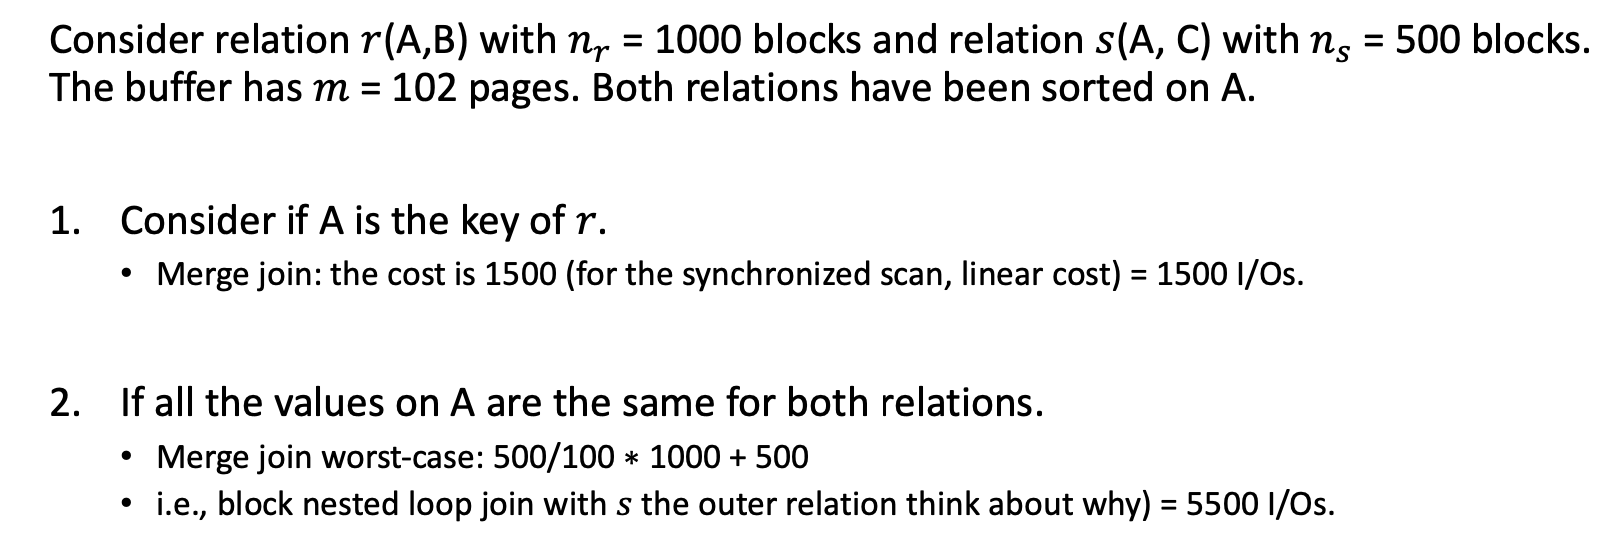 Consider relation r(A,B) with nᵣ = 1000 blocks and relation s(A, C) with nₛ = 500 blocks.
The buffer has m = 102 pages. Both relations have been sorted on A.
1. Consider if A is the key of r.
• Merge join: the cost is 1500 (for the synchronized scan, linear cost) = 1500 I/Os.
2. If all the values on A are the same for both relations.
• Merge join worst-case: 500/100 * 1000 + 500
• i.e., block nested loop join with s the outer relation think about why) = 5500 I/Os.